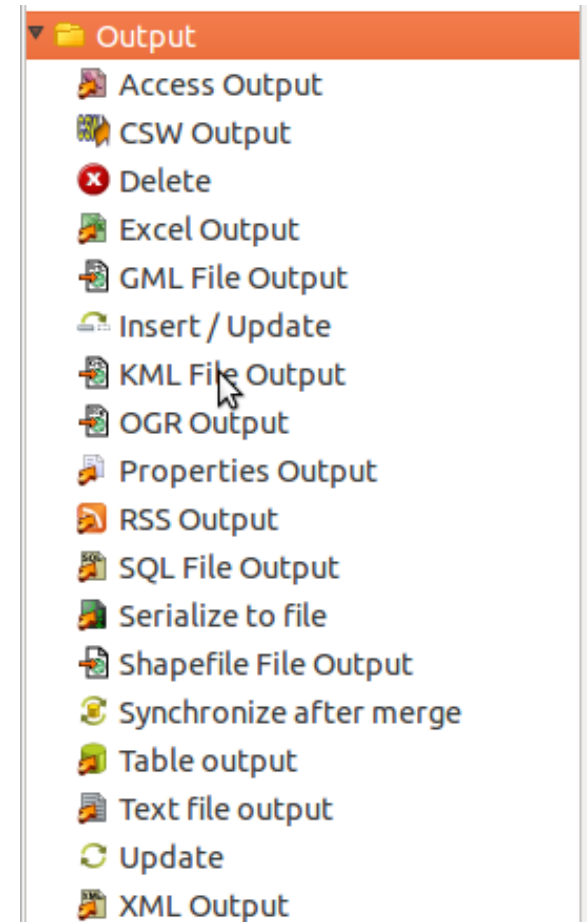 Output
Access Output
CSW Output
Delete
Excel Output
GML File Output
Insert / Update
KML File Output
OGR Output
Properties Output
RSS Output
SQL File Output
Serialize to file
Shapefile File Output
Synchronize after merge
Table output
Text file output
Update
XML Output